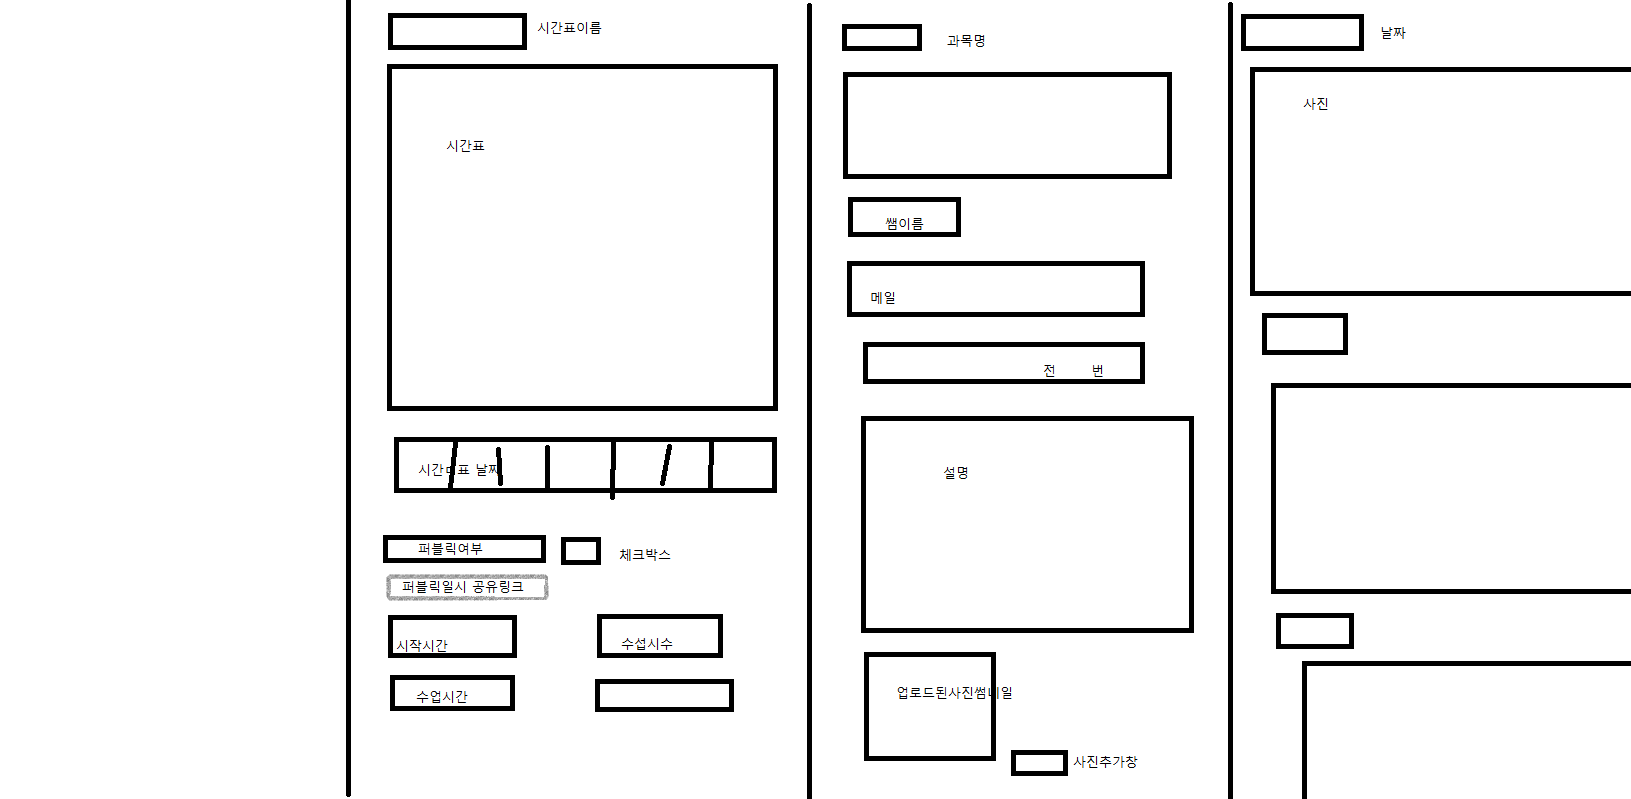 시간표이름
시간표
시간표 날짜
퍼블릭여부
체크박스
퍼블릭일시 공유링크
시작시간
수섭시수
수업시간
과목명
쌤이름
메일
전 번
설명
업로드된사진썸네일
사진추가창
날짜
사진